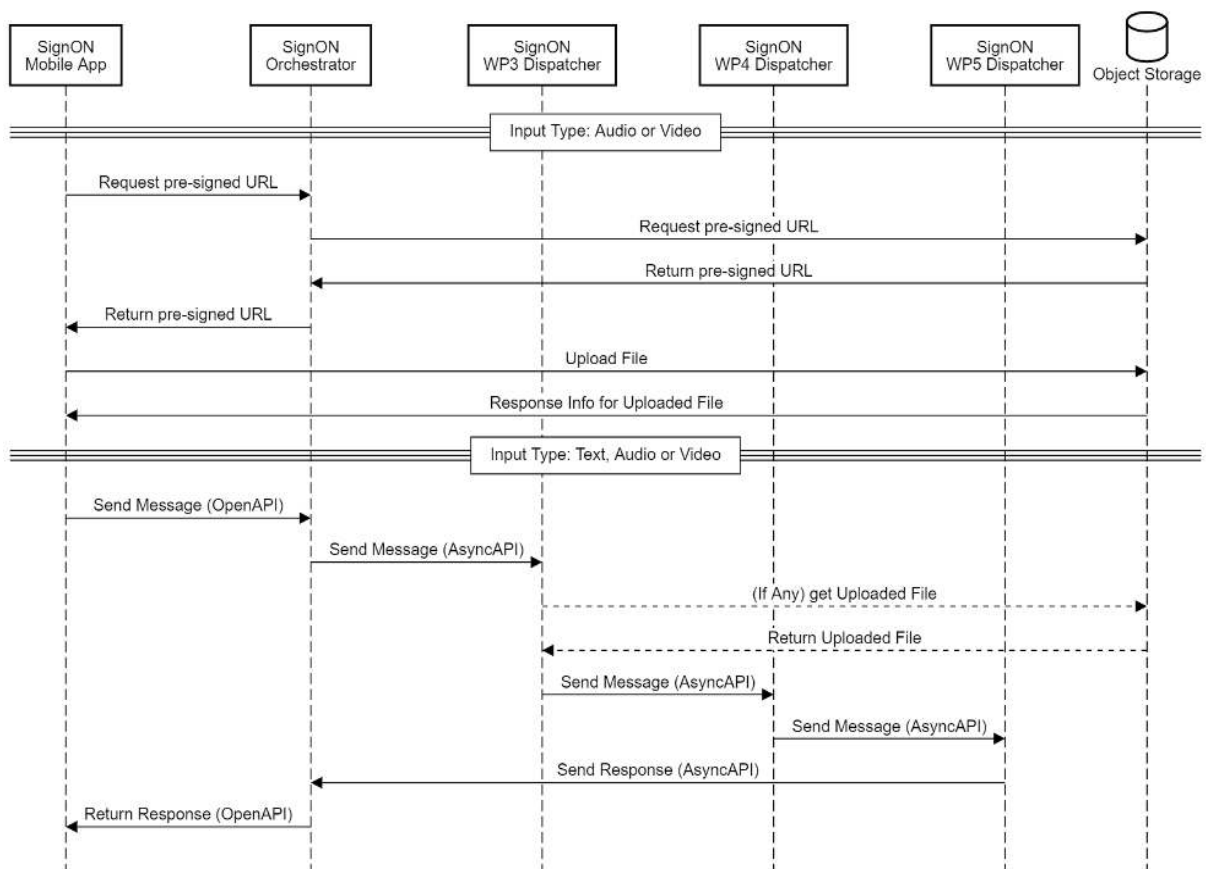 SignON
Mobile App
SignON
Orchestrator
SignON
WP3 Dispatcher
SignON
WP4 Dispatcher
SignON
WP5 Dispatcher
Object Storage
Input Type: Audio or Video
Request pre-signed URL
Request pre-signed URL
Return pre-signed URL
Return pre-signed URL
Upload File
Response Info for Uploaded File
Input Type: Text, Audio or Video
Send Message (OpenAPI)
Send Message (AsyncAPI)
(If Any) get Uploaded File
Return Uploaded File
Send Message (AsyncAPI)
Send Message (AsyncAPI)
Send Response (AsyncAPI)
Return Response (OpenAPI)